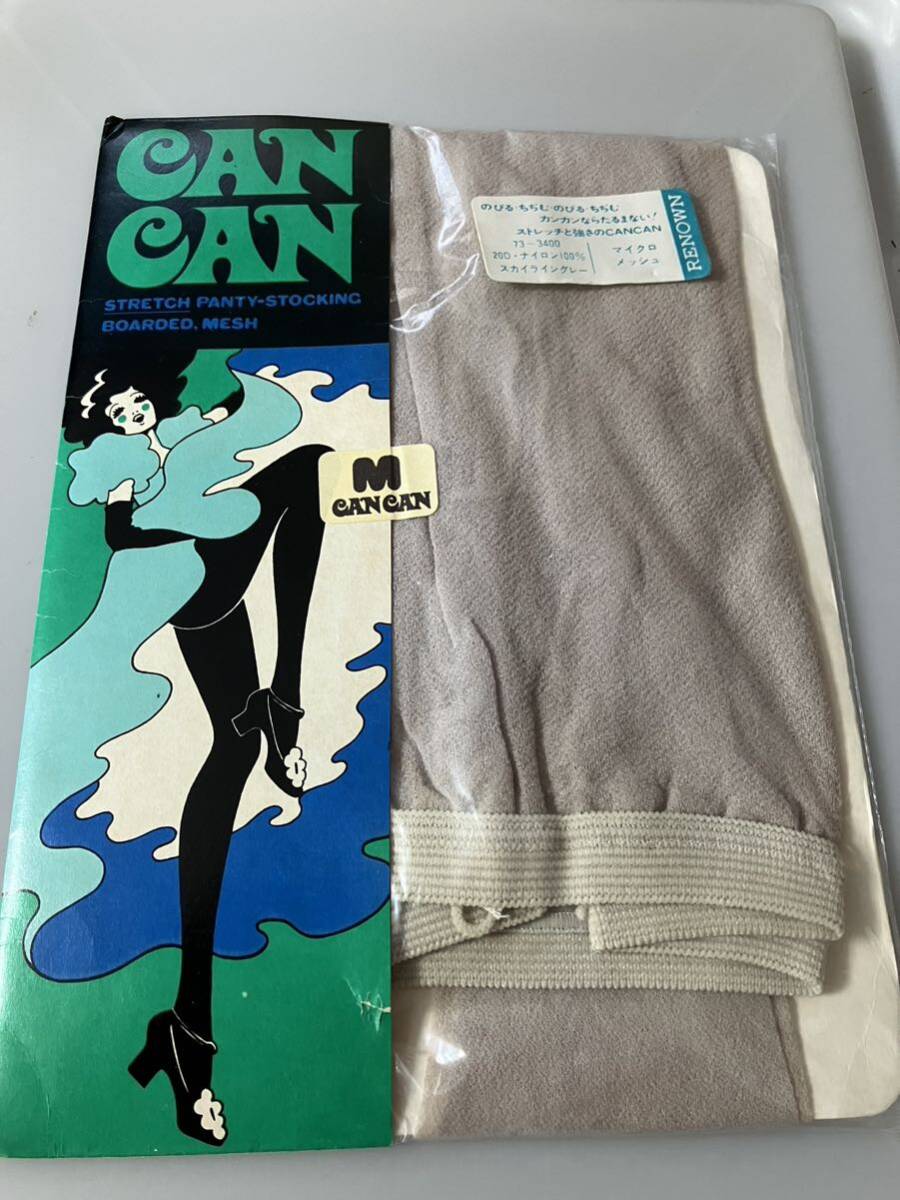 CAN
CAN
STRETCH PANTY-STOCKING
BOARDED, MESH
M
CANCAN
のびる・ちぢむ・のびる・ちぢむ
カンカンならたるまない!
ストレッチと強さのCANCAN
73-3400
20D・ナイロン100%
スカイライングレー
マイクロ
メッシュ
RENOWN